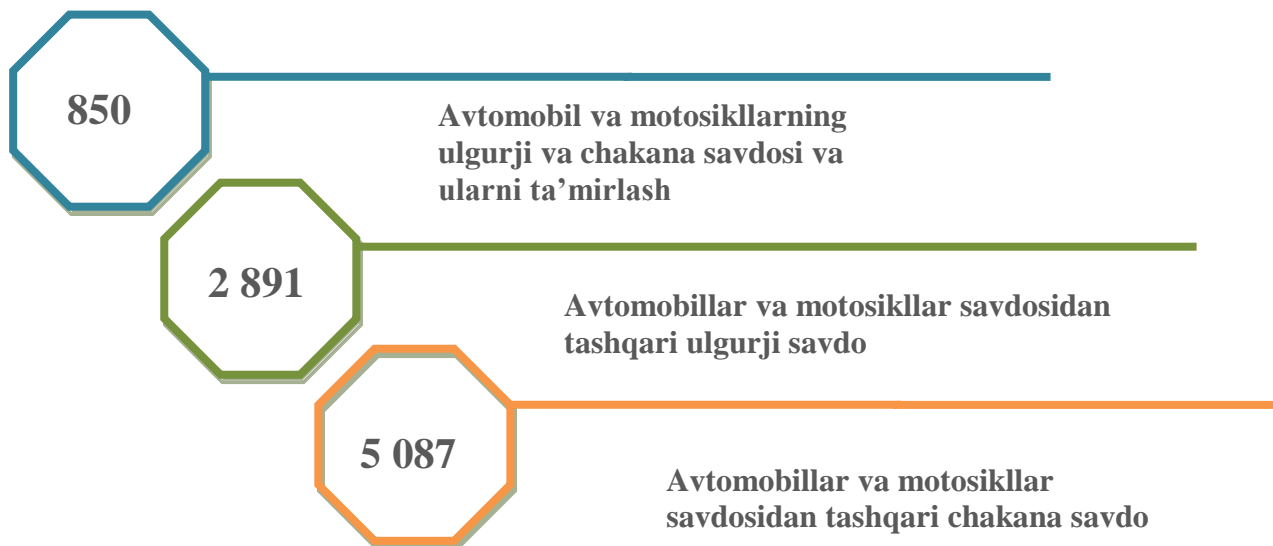 850
Avtomobil va motosikllarning
ulgurji va chakana savdosi va
ularni ta’mirlash
2 891
Avtomobillar va motosikllar savdosidan
tashqari ulgurji savdo
5 087
Avtomobillar va motosikllar
savdosidan tashqari chakana savdo